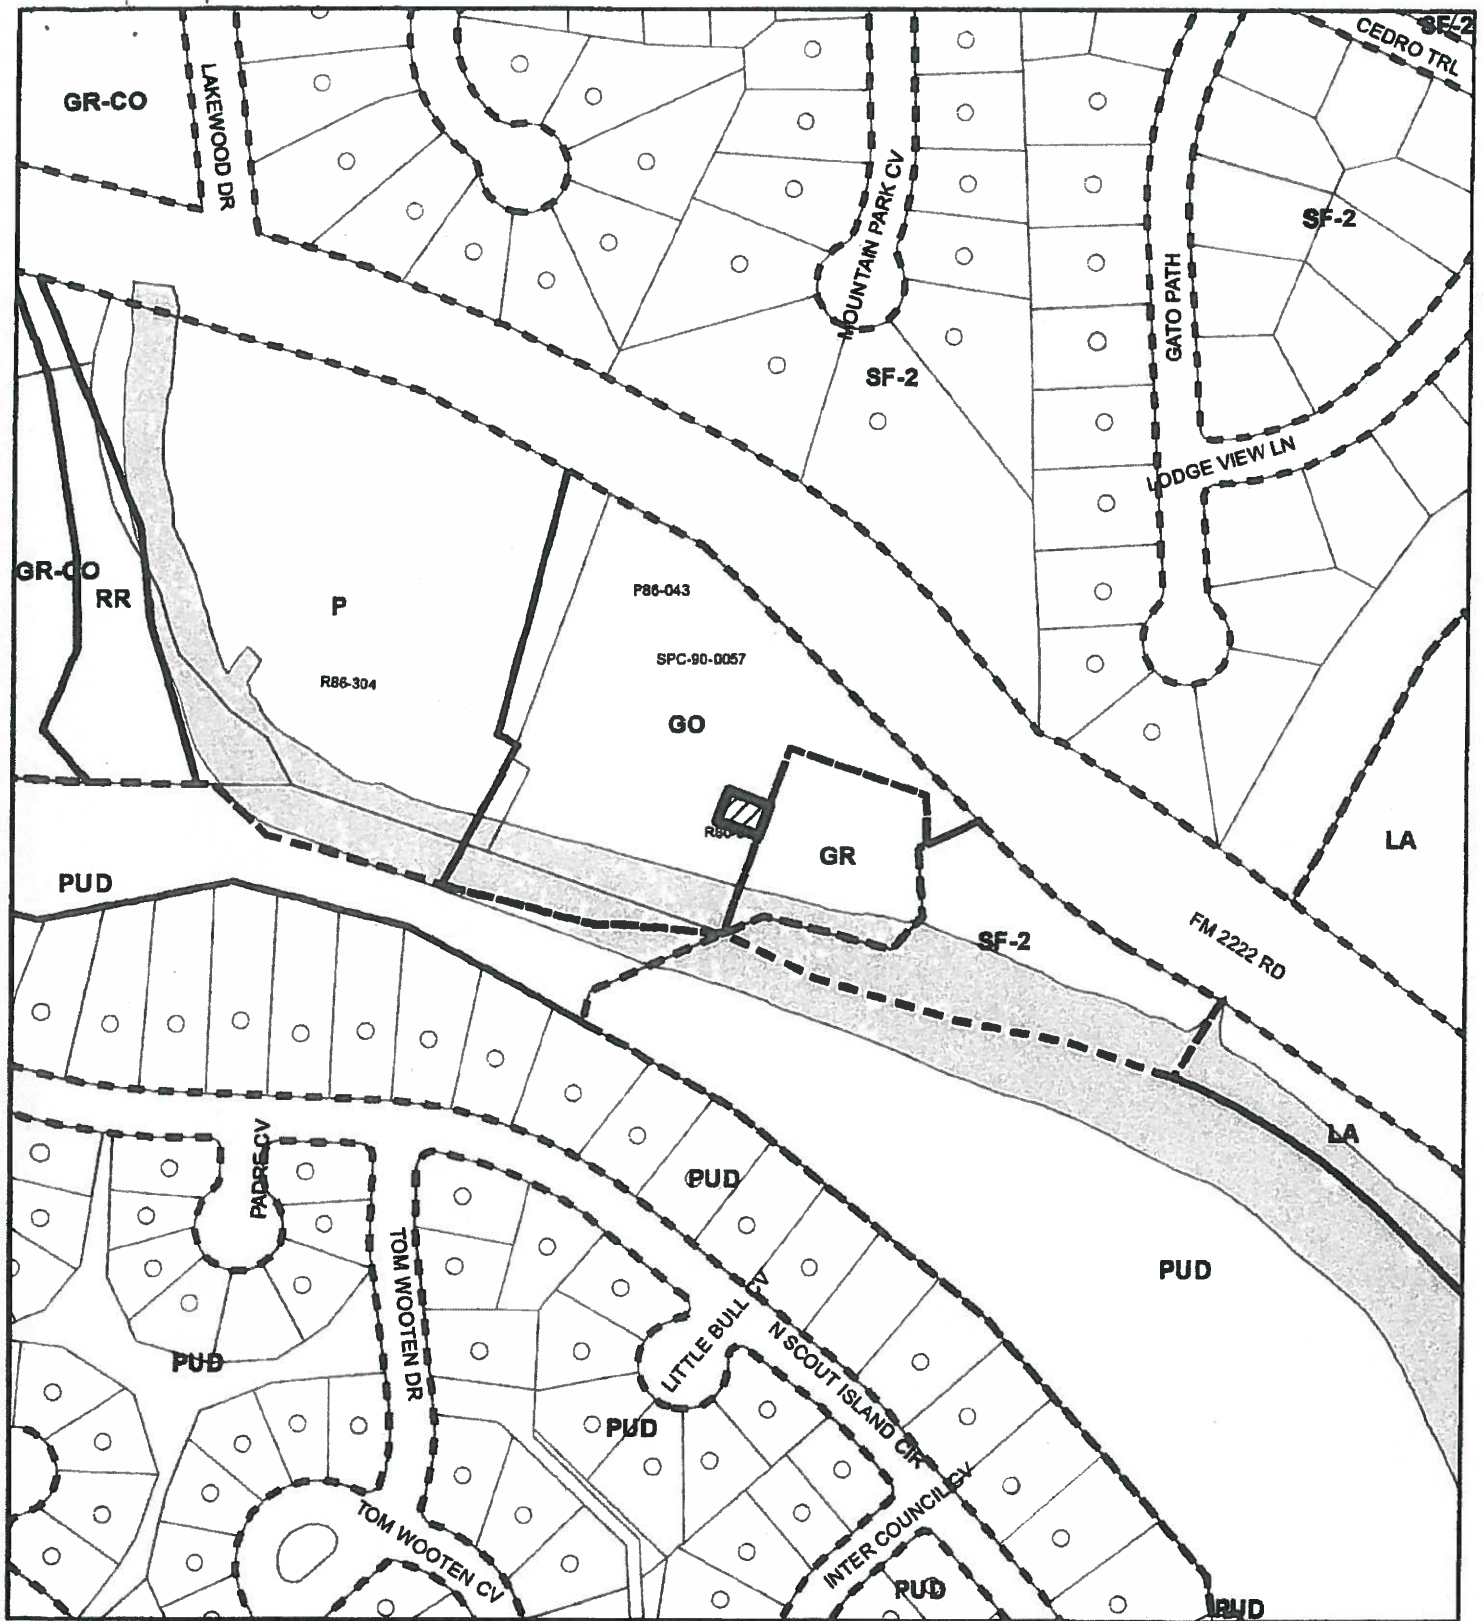 SF-2
CEDRO TRL
GR-CO
LAKEWOOD DR
MOUNTAIN PARK CV
SF-2
GATO PATH
SF-2
LODGE VIEW LN
GR-CO
RR
P
P86-043
SPC-90-0057
R86-304
GO
GR
LA
PUD
FM 2222 RD
SF-2
LA
PADRE CV
PUD
TOM WOOTEN DR
PUD
LITTLE BULL CV
N SCOUT ISLAND CIR
PUD
PUD
INTER COUNCIL CV
TOM WOOTEN CV
PUD
PUD